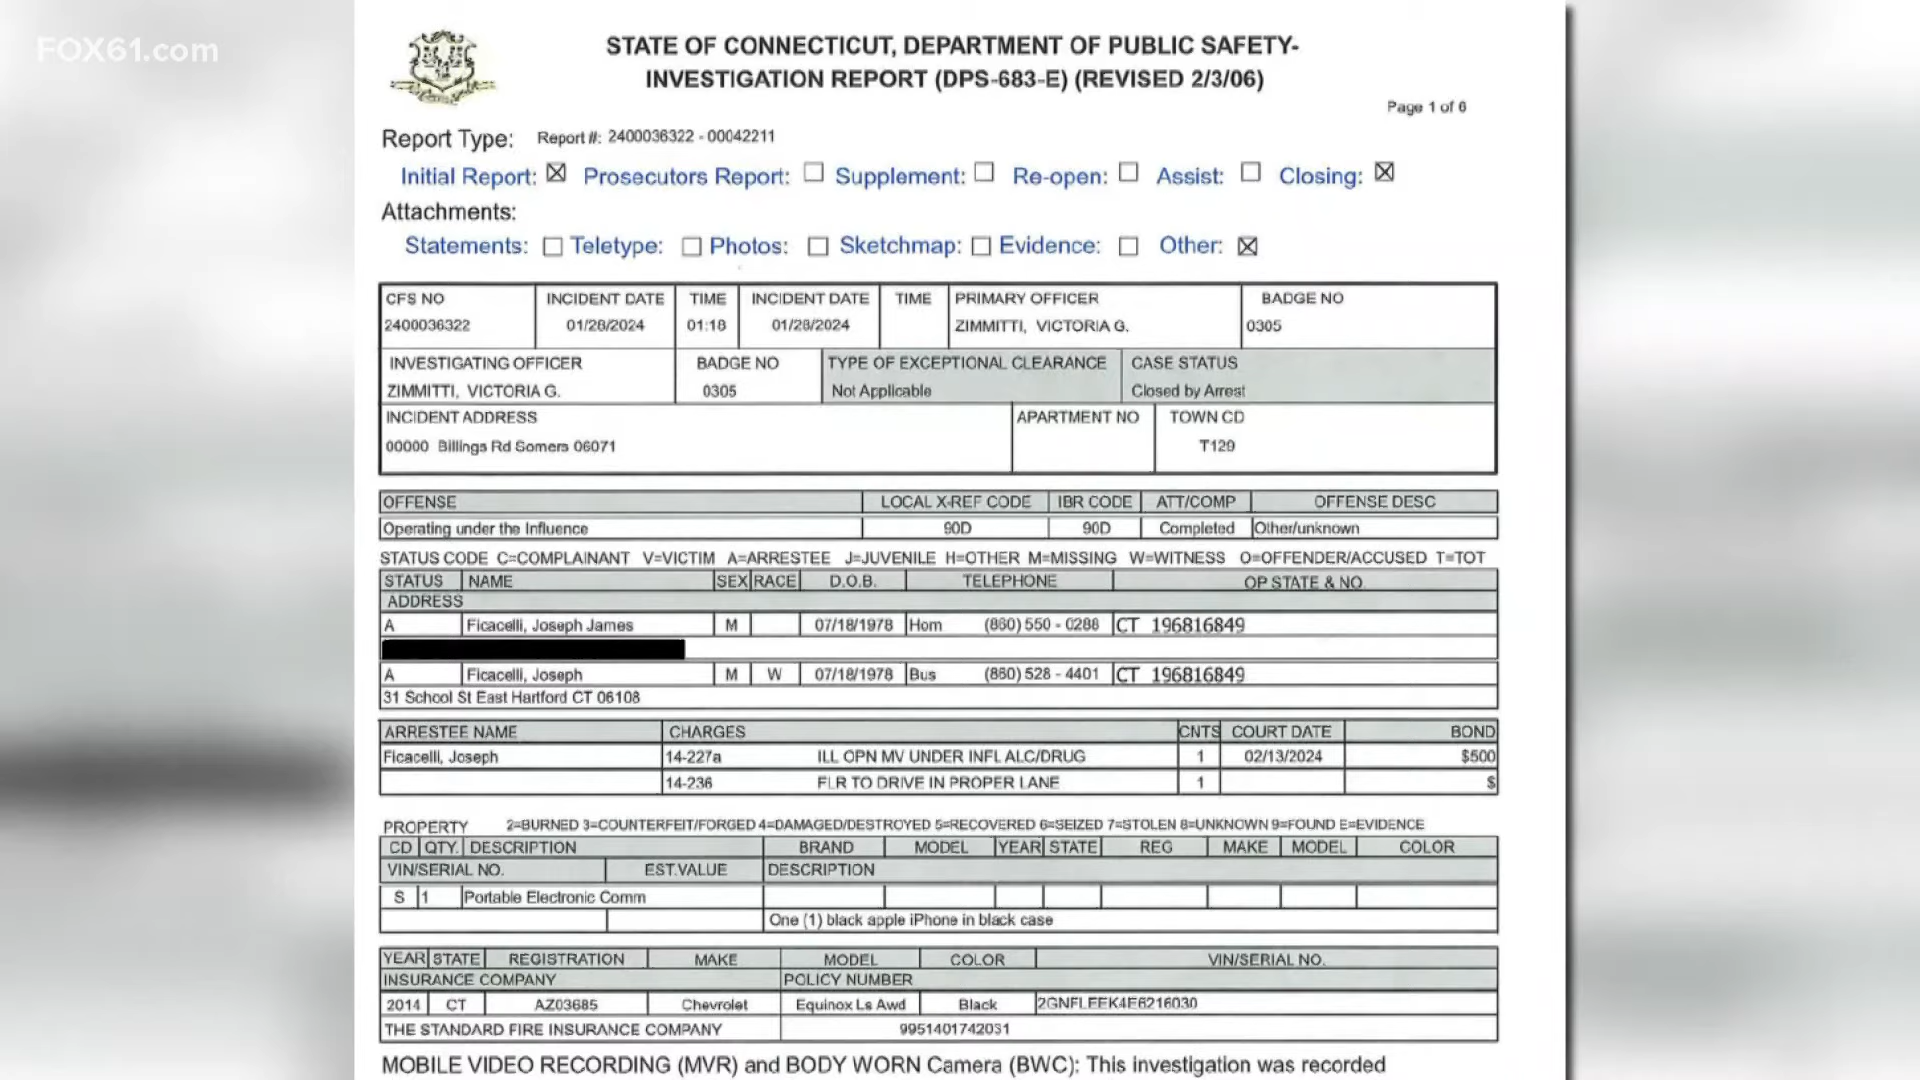 FOX61.com
STATE OF CONNECTICUT, DEPARTMENT OF PUBLIC SAFETY-
INVESTIGATION REPORT (DPS-683-E) (REVISED 2/3/06)
Page 1 of 6
Report Type: Report #: 2400036322 - 00042211
Initial Report: ☒ Prosecutors Report: ☐ Supplement: ☐ Re-open: ☐ Assist: ☐ Closing: ☒
Attachments:
Statements: ☐ Teletype: ☐ Photos: ☐ Sketchmap: ☐ Evidence: ☐ Other: ☒
CFS NO INCIDENT DATE TIME INCIDENT DATE TIME PRIMARY OFFICER BADGE NO
2400036322 01/28/2024 01:18 01/28/2024 ZIMMITTI, VICTORIA G. 0305
INVESTIGATING OFFICER BADGE NO TYPE OF EXCEPTIONAL CLEARANCE CASE STATUS
ZIMMITTI, VICTORIA G. 0305 Not Applicable Closed by Arrest
INCIDENT ADDRESS APARTMENT NO TOWN CD
00000 Billings Rd Somers 06071 T129
OFFENSE LOCAL X-REF CODE IBR CODE ATT/COMP OFFENSE DESC
Operating under the Influence 90D 90D Completed Other/unknown
STATUS CODE C=COMPLAINANT V=VICTIM A=ARRESTEE J=JUVENILE H=OTHER M=MISSING W=WITNESS O=OFFENDER/ACCUSED T=TOT
STATUS NAME SEX RACE D.O.B. TELEPHONE OP STATE & NO.
ADDRESS
A Ficacelli, Joseph James M 07/18/1978 Hom (860) 550 - 0288 CT 196816849
A Ficacelli, Joseph M W 07/18/1978 Bus (860) 528 - 4401 CT 196816849
31 School St East Hartford CT 06108
ARRESTEE NAME CHARGES CNTS COURT DATE BOND
Ficacelli, Joseph 14-227a ILL OPN MV UNDER INFL ALC/DRUG 1 02/13/2024 $500
14-236 FLR TO DRIVE IN PROPER LANE 1 $
PROPERTY 2=BURNED 3=COUNTERFEIT/FORGED 4=DAMAGED/DESTROYED 5=RECOVERED 6=SEIZED 7=STOLEN 8=UNKNOWN 9=FOUND E=EVIDENCE
CD QTY. DESCRIPTION BRAND MODEL YEAR STATE REG MAKE MODEL COLOR
VIN/SERIAL NO. EST.VALUE DESCRIPTION
S 1 Portable Electronic Comm
One (1) black apple iPhone in black case
YEAR STATE REGISTRATION MAKE MODEL COLOR VIN/SERIAL NO.
INSURANCE COMPANY POLICY NUMBER
2014 CT AZ03685 Chevrolet Equinox Ls Awd Black 2GNFLEEK4E6216030
THE STANDARD FIRE INSURANCE COMPANY 9951401742031
MOBILE VIDEO RECORDING (MVR) and BODY WORN Camera (BWC): This investigation was recorded